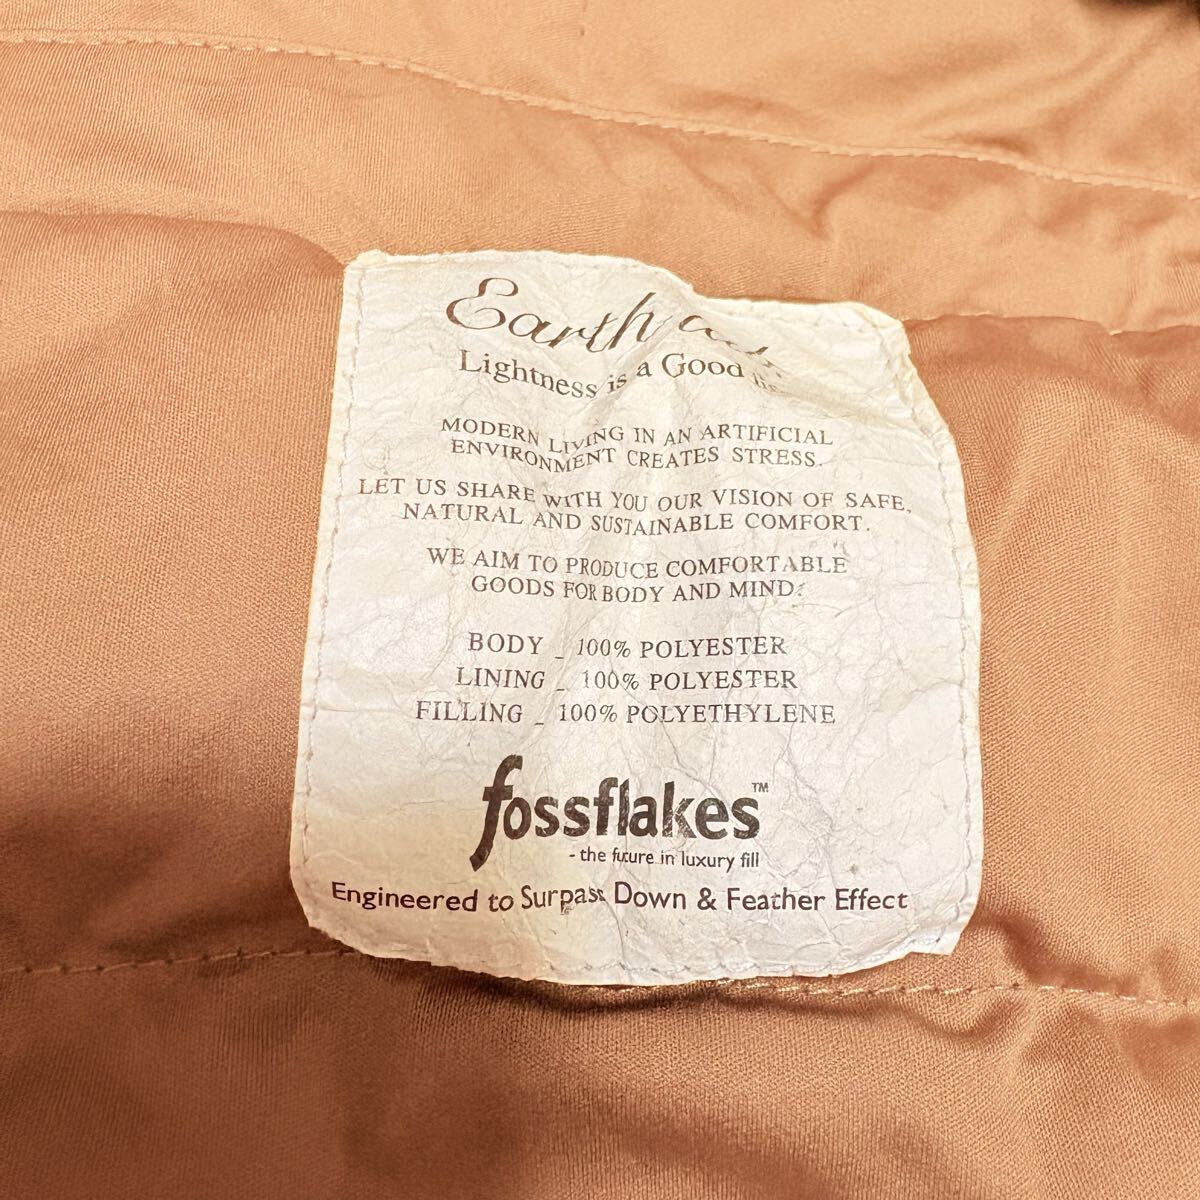 Earth
Lightness is a Good
MODERN LIVING IN AN ARTIFICIAL
ENVIRONMENT CREATES STRESS.
LET US SHARE WITH YOU OUR VISION OF SAFE,
NATURAL AND SUSTAINABLE COMFORT.
WE AIM TO PRODUCE COMFORTABLE
GOODS FOR BODY AND MIND.
BODY _ 100% POLYESTER
LINING _ 100% POLYESTER
FILLING _ 100% POLYETHYLENE
fossflakes™
- the future in luxury fill
Engineered to Surpass Down & Feather Effect